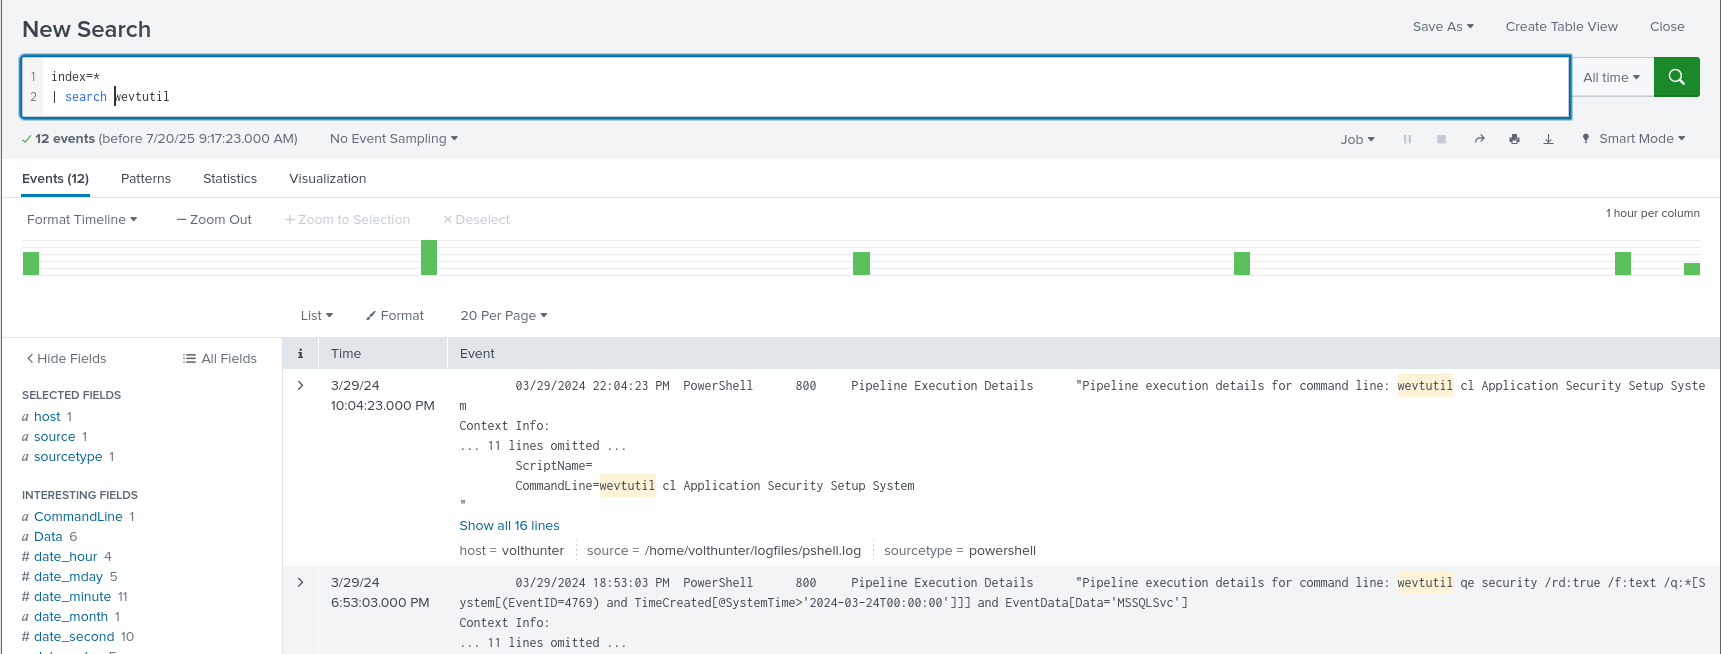 New Search
Save As Create Table View Close
1 index=*
2 | search wevtutil
All time
12 events (before 7/20/25 9:17:23.000 AM) No Event Sampling
Job Smart Mode
Events (12) Patterns Statistics Visualization
Format Timeline — Zoom Out + Zoom to Selection × Deselect
1 hour per column
List Format 20 Per Page
< Hide Fields All Fields
i Time Event
SELECTED FIELDS
a host 1
a source 1
a sourcetype 1
INTERESTING FIELDS
a CommandLine 1
a Data 6
# date_hour 4
# date_mday 5
# date_minute 11
a date_month 1
# date_second 10
> 3/29/24
10:04:23.000 PM
03/29/2024 22:04:23 PM PowerShell 800 Pipeline Execution Details "Pipeline execution details for command line: wevtutil cl Application Security Setup Syste
m
Context Info:
... 11 lines omitted ...
ScriptName=
CommandLine=wevtutil cl Application Security Setup System
"
Show all 16 lines
host = volthunter source = /home/volthunter/logfiles/pshell.log sourcetype = powershell
> 3/29/24
6:53:03.000 PM
03/29/2024 18:53:03 PM PowerShell 800 Pipeline Execution Details "Pipeline execution details for command line: wevtutil qe security /rd:true /f:text /q:*[S
ystem[(EventID=4769) and TimeCreated[@SystemTime>'2024-03-24T00:00:00']]] and EventData[Data='MSSQLSvc']
Context Info:
... 11 lines omitted ...